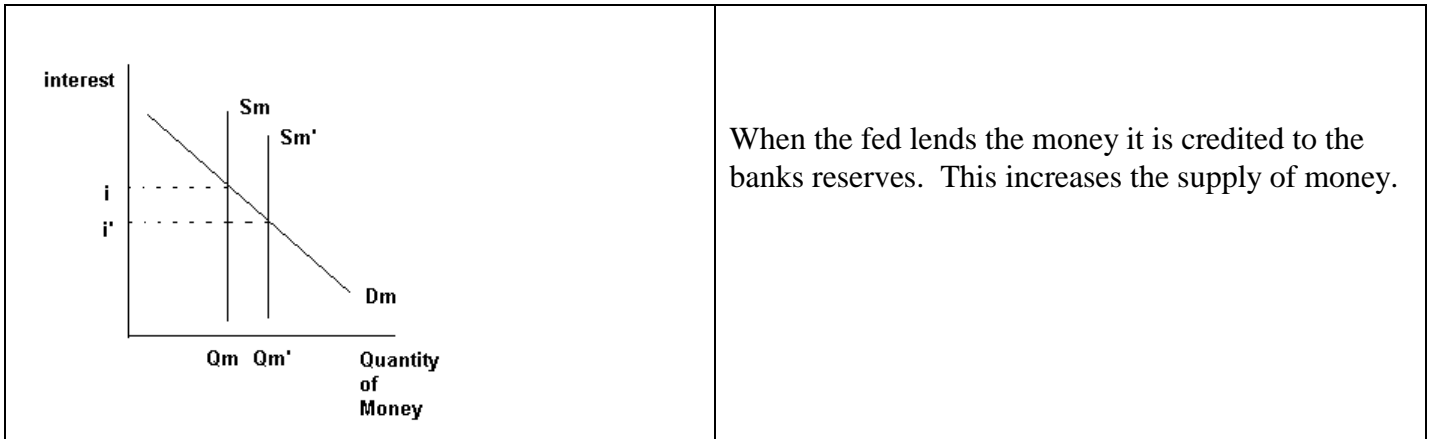 interest
Sm
Sm'
i
i'
Dm
Qm Qm' Quantity
of
Money
When the fed lends the money it is credited to the
banks reserves.  This increases the supply of money.